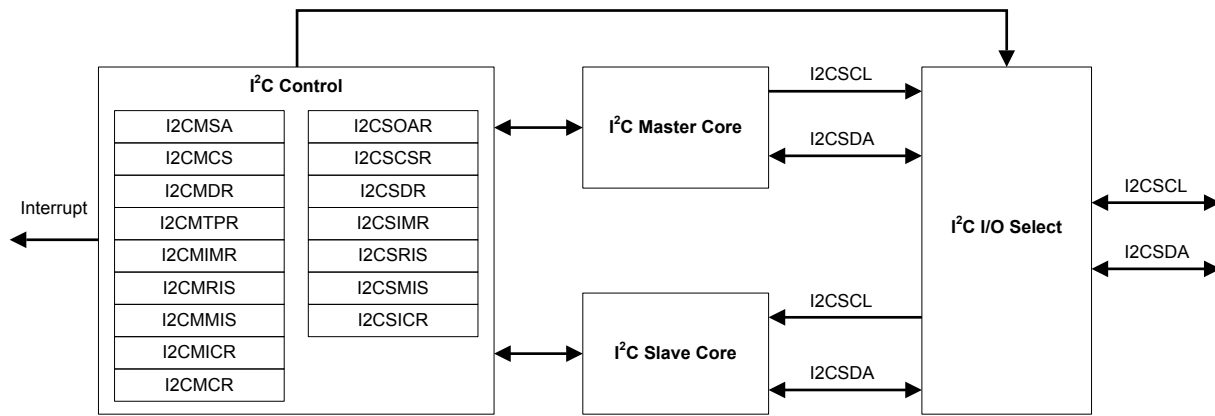 I²C Control
I2CMSA
I2CMCS
I2CMDR
I2CMTPR
I2CMIMR
I2CMRIS
I2CMMIS
I2CMICR
I2CMCR
I2CSOAR
I2CSCSR
I2CSDR
I2CSIMR
I2CSRIS
I2CSMIS
I2CSICR
Interrupt
I²C Master Core
I2CSCL
I2CSDA
I²C Slave Core
I2CSCL
I2CSDA
I²C I/O Select
I2CSCL
I2CSDA